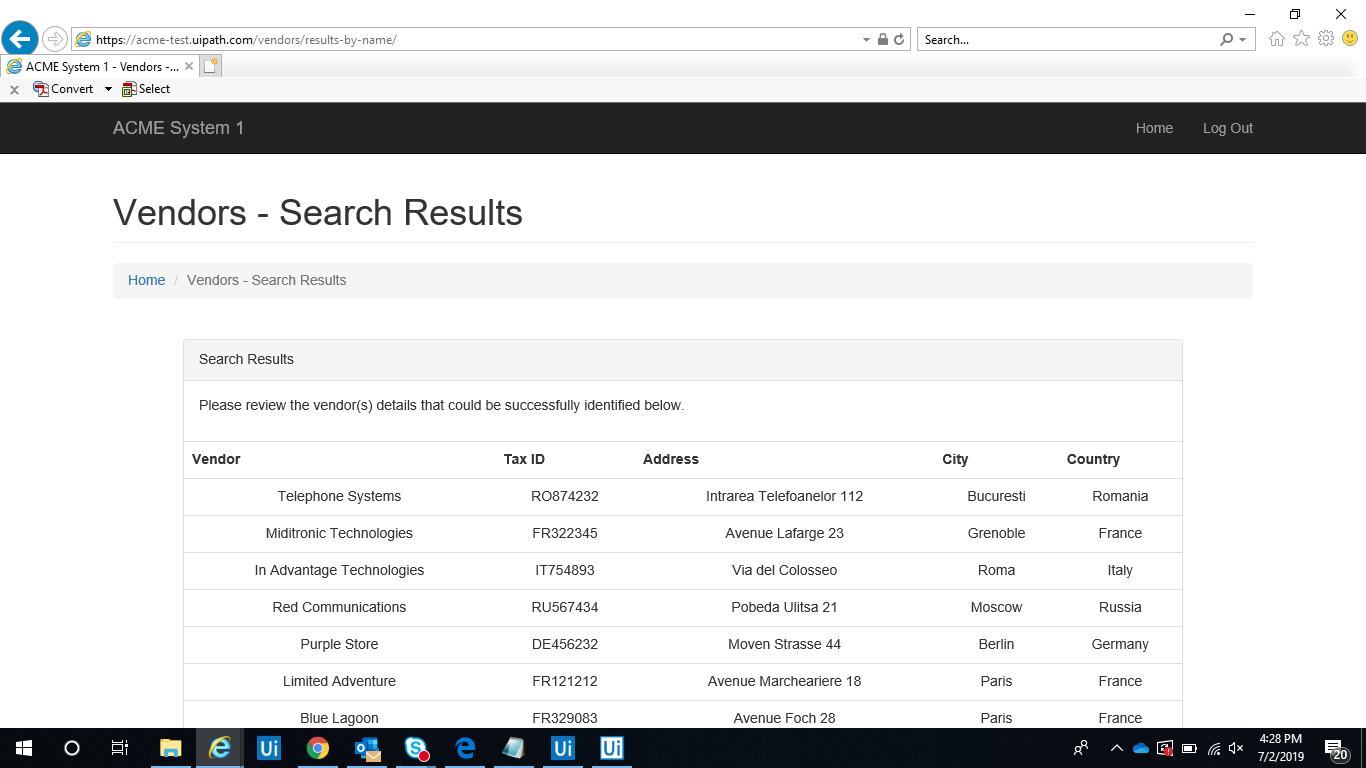 https://acme-test.uipath.com/vendors/results-by-name/
Search...
ACME System 1 - Vendors -...
x Convert Select
ACME System 1 Home Log Out
Vendors - Search Results
Home / Vendors - Search Results
Search Results
Please review the vendor(s) details that could be successfully identified below.
Vendor Tax ID Address City Country
Telephone Systems RO874232 Intrarea Telefoanelor 112 Bucuresti Romania
Miditronic Technologies FR322345 Avenue Lafarge 23 Grenoble France
In Advantage Technologies IT754893 Via del Colosseo Roma Italy
Red Communications RU567434 Pobeda Ulitsa 21 Moscow Russia
Purple Store DE456232 Moven Strasse 44 Berlin Germany
Limited Adventure FR121212 Avenue Marcheariere 18 Paris France
Blue Lagoon FR329083 Avenue Foch 28 Paris France
Ui Ui Ui
4:28 PM
7/2/2019
20